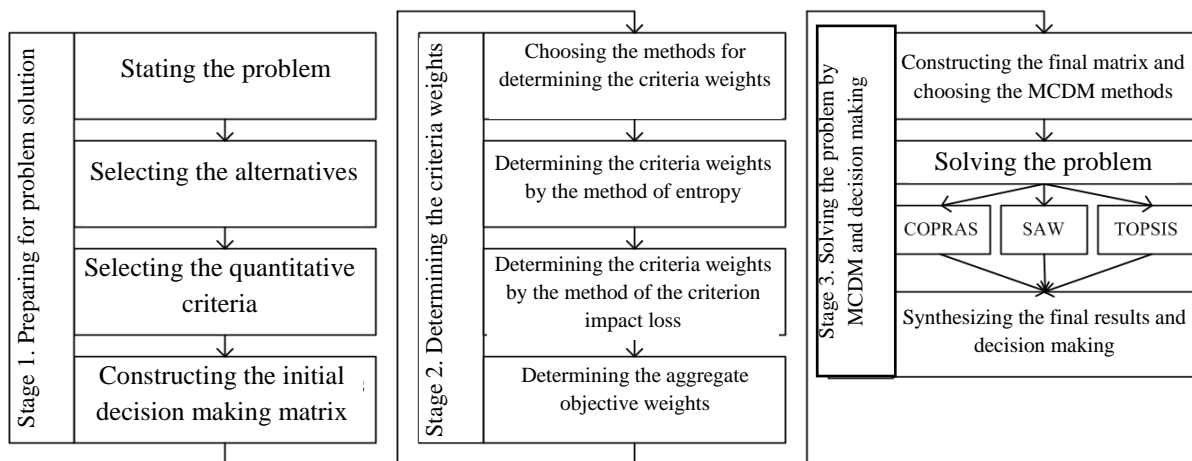 Stage 1. Preparing for problem solution
Stating the problem
Selecting the alternatives
Selecting the quantitative
criteria
Constructing the initial
decision making matrix
Stage 2. Determining the criteria weights
Choosing the methods for
determining the criteria weights
Determining the criteria weights
by the method of entropy
Determining the criteria weights
by the method of the criterion
impact loss
Determining the aggregate
objective weights
Stage 3. Solving the problem by
MCDM and decision making
Constructing the final matrix and
choosing the MCDM methods
Solving the problem
COPRAS
SAW
TOPSIS
Synthesizing the final results and
decision making